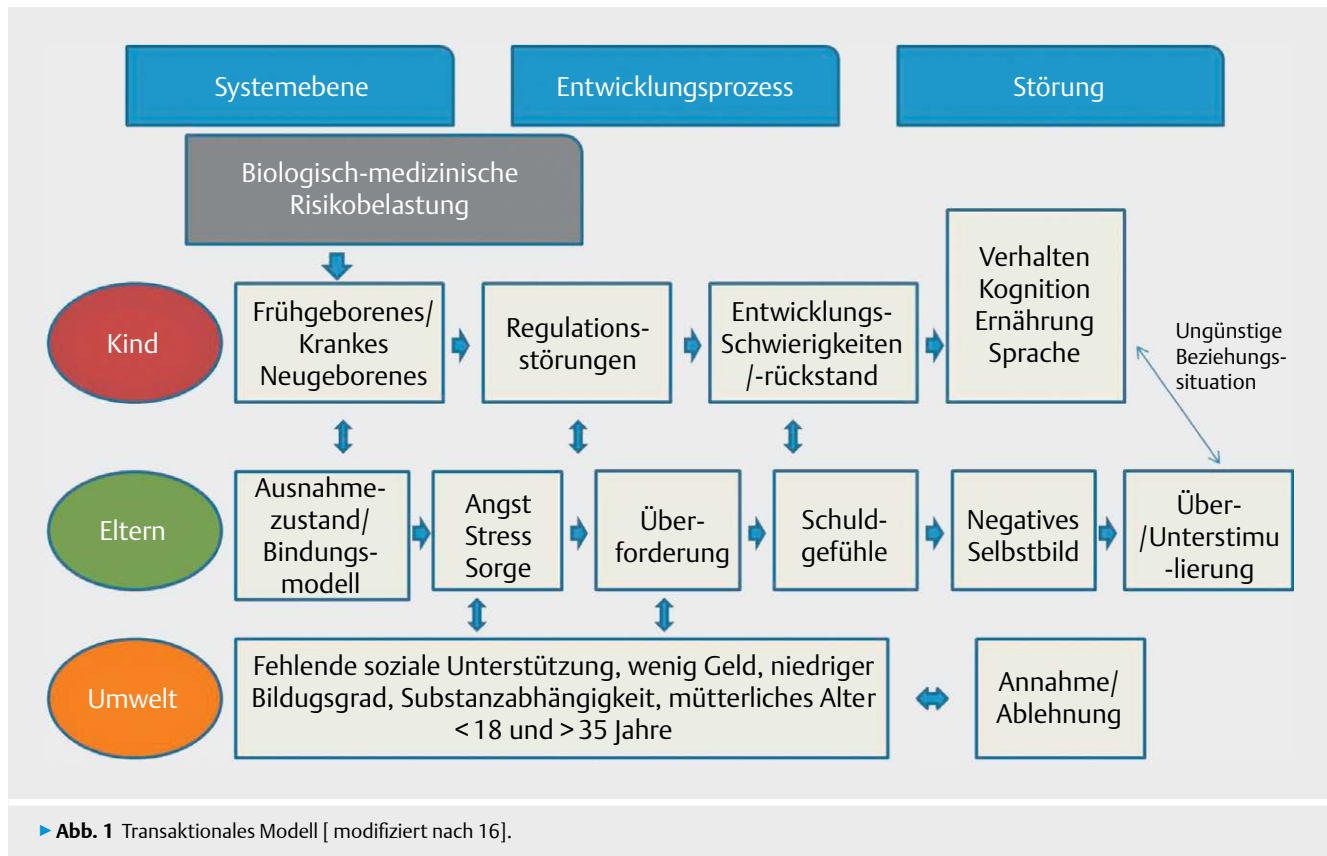 Systemebene
Entwicklungsprozess
Störung
Biologisch-medizinische
Risikobelastung
Kind
Frühgeborenes/
Krankes
Neugeborenes
Regulations-
störungen
Entwicklungs-
Schwierigkeiten
/-rückstand
Verhalten
Kognition
Ernährung
Sprache
Ungünstige
Beziehungs-
situation
Eltern
Ausnahme-
zustand/
Bindungs-
modell
Angst
Stress
Sorge
Über-
forderung
Schuld-
gefühle
Negatives
Selbstbild
Über-
/Unterstimu
-lierung
Umwelt
Fehlende soziale Unterstützung, wenig Geld, niedriger
Bildugsgrad, Substanzabhängigkeit, mütterliches Alter
< 18 und > 35 Jahre
Annahme/
Ablehnung
▶ Abb. 1 Transaktionales Modell [ modifiziert nach 16].